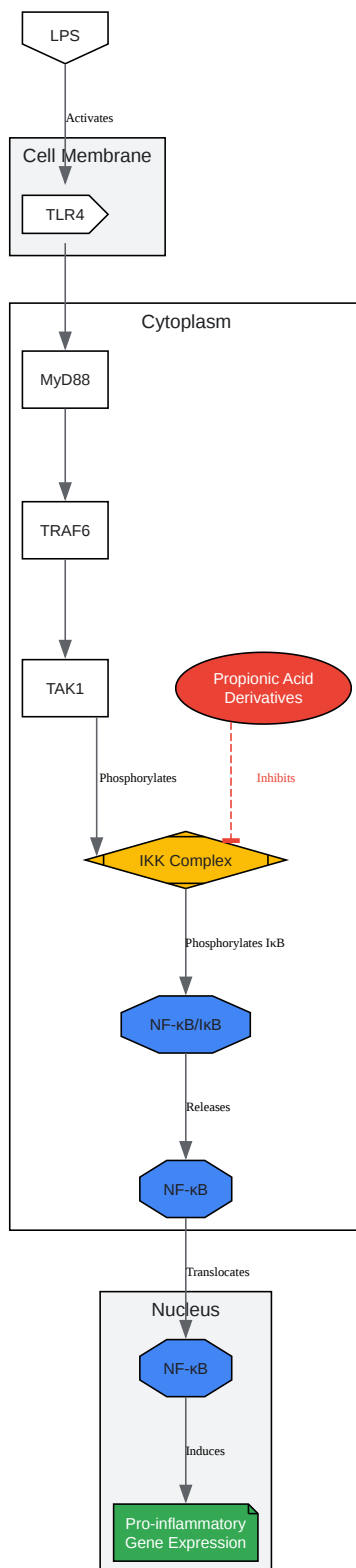 LPS
Activates
Cell Membrane
TLR4
Cytoplasm
MyD88
TRAF6
TAK1
Propionic Acid
Derivatives
Phosphorylates
Inhibits
IKK Complex
Phosphorylates IκB
NF-κB/IκB
Releases
NF-κB
Translocates
Nucleus
NF-κB
Induces
Pro-inflammatory
Gene Expression